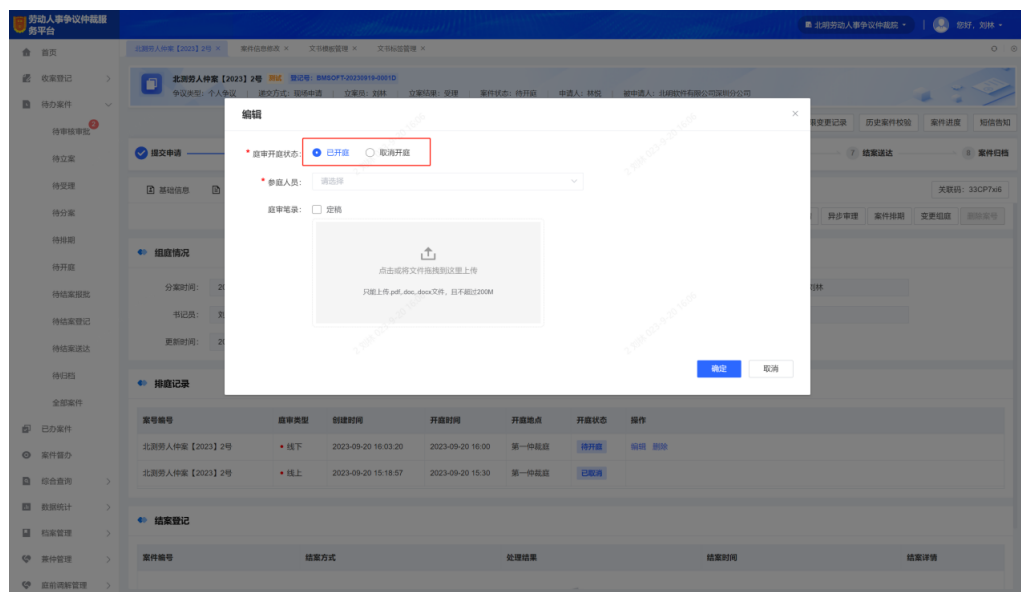 劳动人事争议仲裁服
务平台
北明劳动人事争议仲裁院
您好，刘林
首页
收案登记
待办案件
待审核审批
2
待立案
待受理
待分案
待排期
待开庭
待结案报批
待结案登记
待结案送达
待归档
全部案件
已办案件
案件督办
综合查询
数据统计
档案管理
兼仲管理
庭前调解管理
北测劳人仲案【2023】2号 ×
案件信息修改 ×
文书模板管理 ×
文书标签管理 ×
北测劳人仲案【2023】2号
登记号：BMSOFT-20230919-0001D
争议类型：个人争议
递交方式：现场申请
立案员：刘林
立案结果：受理
案件状态：待开庭
申请人：林悦
被申请人：北明软件有限公司深圳分公司
变更记录
历史案件校验
案件进度
短信告知
提交申请
7 结案送达
8 案件归档
基础信息
关联码：33CP7xi6
异步审理
案件排期
变更组庭
编辑
×
* 庭审开庭状态：
已开庭
取消开庭
* 参庭人员：
请选择
庭审笔录：
定稿
点击或将文件拖拽到这里上传
只能上传.pdf,.doc,.docx文件，且不超过200M
确定
取消
组庭情况
分案时间：
20
书记员：
刘
更新时间：
20
刘林
排庭记录
案号编号 庭审类型 创建时间 开庭时间 开庭地点 开庭状态 操作
北测劳人仲案【2023】2号 线下 2023-09-20 16:03:20 2023-09-20 16:00 第一仲裁庭 待开庭 编辑 删除
北测劳人仲案【2023】2号 线上 2023-09-20 15:18:57 2023-09-20 15:30 第一仲裁庭 已取消
结案登记
案件编号 结案方式 处理结果 结案时间 结案详情